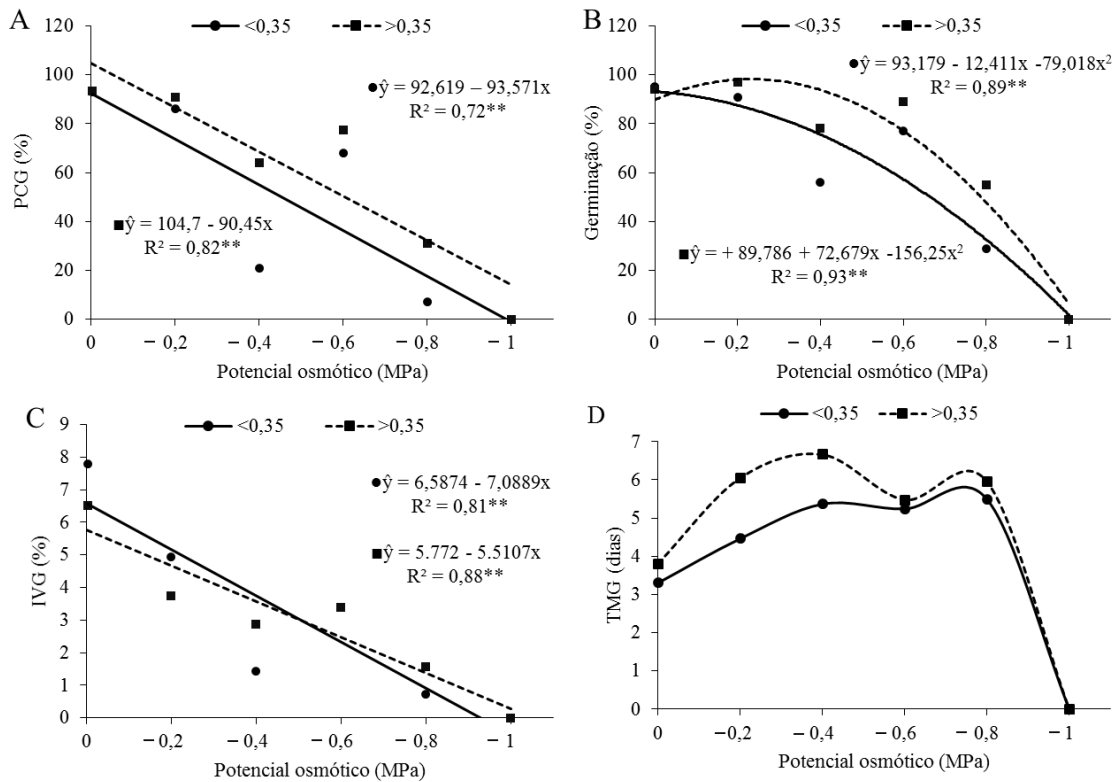 A
<0,35 >0,35
120
100
80
60
40
20
0
PCG (%)
ŷ = 92,619 – 93,571x
R² = 0,72**
ŷ = 104,7 - 90,45x
R² = 0,82**
0 – 0,2 – 0,4 – 0,6 – 0,8 – 1
Potencial osmótico (MPa)
B
<0,35 >0,35
120
100
80
60
40
20
0
Germinação (%)
ŷ = 93,179 - 12,411x -79,018x²
R² = 0,89**
ŷ = + 89,786 + 72,679x -156,25x²
R² = 0,93**
0 – 0,2 – 0,4 – 0,6 – 0,8 – 1
Potencial osmótico (MPa)
C
<0,35 >0,35
9
8
7
6
5
4
3
2
1
0
IVG (%)
ŷ = 6,5874 - 7,0889x
R² = 0,81**
ŷ = 5.772 - 5.5107x
R² = 0,88**
0 – 0,2 – 0,4 – 0,6 – 0,8 – 1
Potencial osmótico (MPa)
D
<0,35 >0,35
7
6
5
4
3
2
1
0
TMG (dias)
0 – 0,2 – 0,4 – 0,6 – 0,8 – 1
Potencial osmótico (MPa)